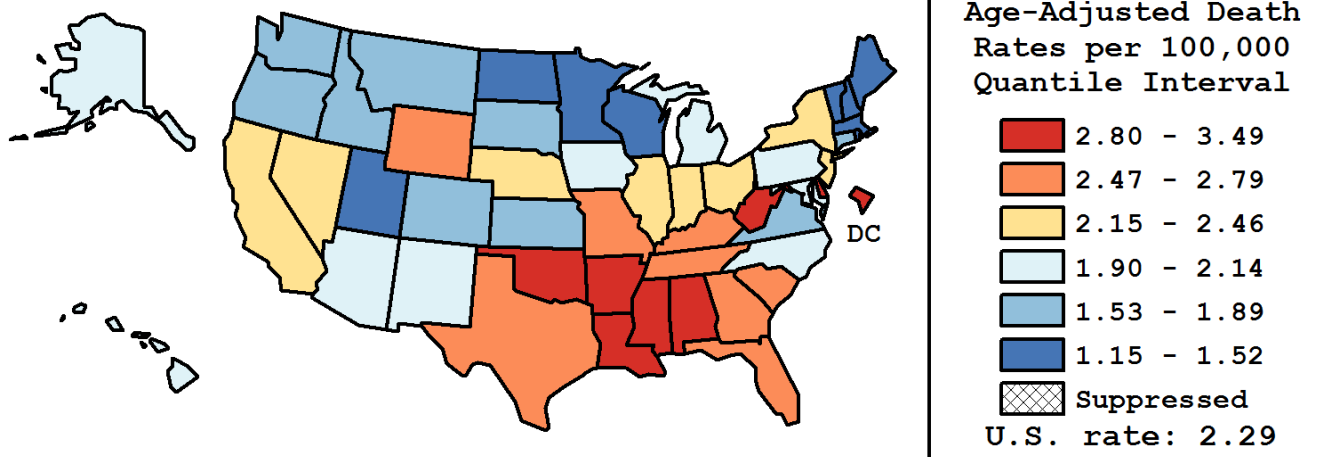 Age-Adjusted Death
Rates per 100,000
Quantile Interval
2.80 - 3.49
2.47 - 2.79
2.15 - 2.46
1.90 - 2.14
1.53 - 1.89
1.15 - 1.52
Suppressed
U.S. rate: 2.29
DC